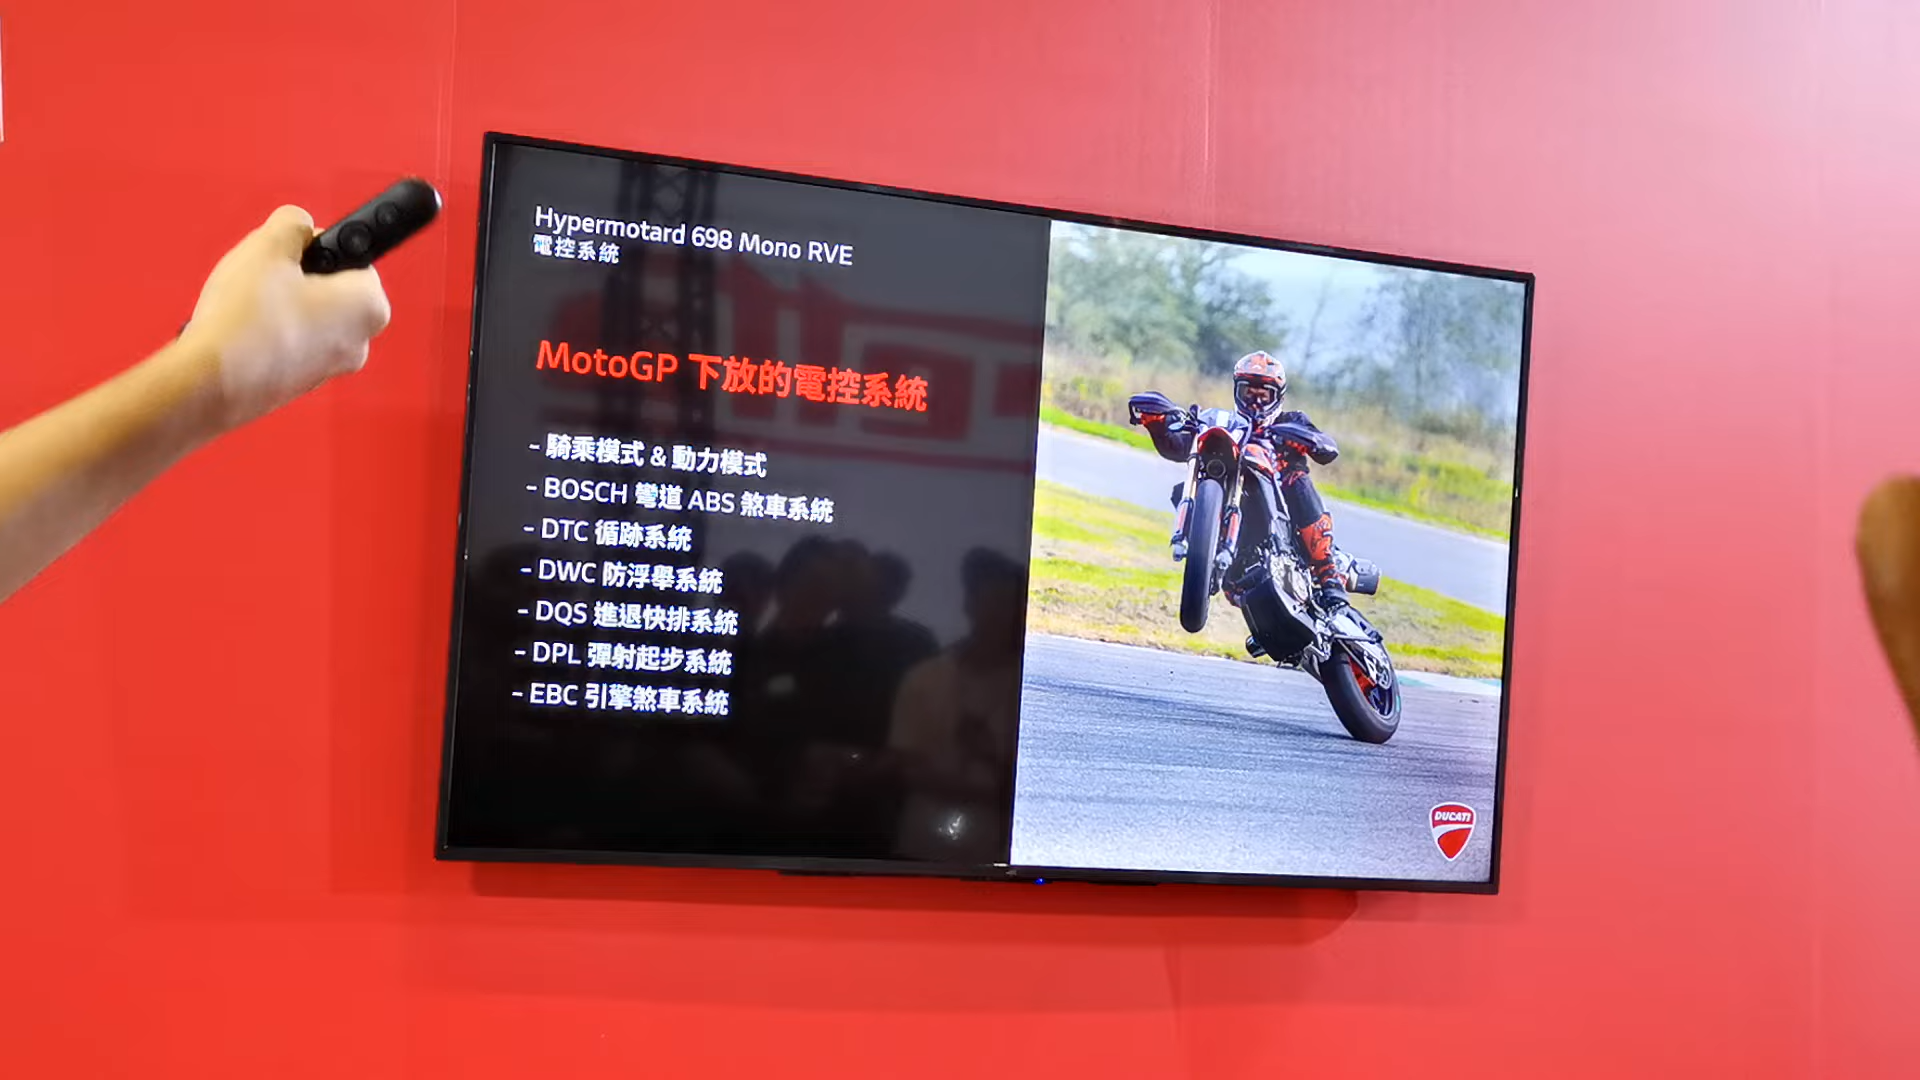 Hypermotard 698 Mono RVE
電控系統
MotoGP 下放的電控系統
- 騎乘模式 & 動力模式
- BOSCH 彎道 ABS 煞車系統
- DTC 循跡系統
- DWC 防浮舉系統
- DQS 進退快排系統
- DPL 彈射起步系統
- EBC 引擎煞車系統
DUCATI